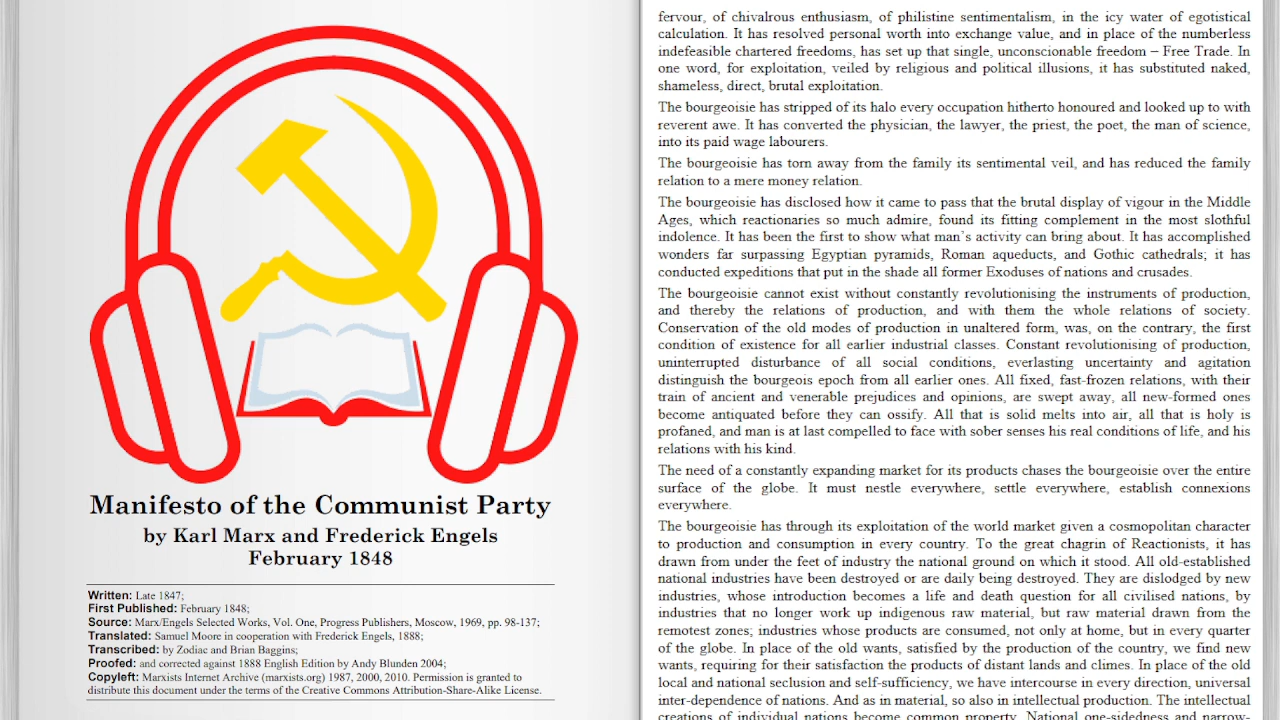 Manifesto of the Communist Party
by Karl Marx and Frederick Engels
February 1848
Written: Late 1847;
First Published: February 1848;
Source: Marx/Engels Selected Works, Vol. One, Progress Publishers, Moscow, 1969, pp. 98-137;
Translated: Samuel Moore in cooperation with Frederick Engels, 1888;
Transcribed: by Zodiac and Brian Baggins;
Proofed: and corrected against 1888 English Edition by Andy Blunden 2004;
Copyleft: Marxists Internet Archive (marxists.org) 1987, 2000, 2010. Permission is granted to
distribute this document under the terms of the Creative Commons Attribution-Share-Alike License.
fervour, of chivalrous enthusiasm, of philistine sentimentalism, in the icy water of egotistical
calculation. It has resolved personal worth into exchange value, and in place of the numberless
indefeasible chartered freedoms, has set up that single, unconscionable freedom – Free Trade. In
one word, for exploitation, veiled by religious and political illusions, it has substituted naked,
shameless, direct, brutal exploitation.
The bourgeoisie has stripped of its halo every occupation hitherto honoured and looked up to with
reverent awe. It has converted the physician, the lawyer, the priest, the poet, the man of science,
into its paid wage labourers.
The bourgeoisie has torn away from the family its sentimental veil, and has reduced the family
relation to a mere money relation.
The bourgeoisie has disclosed how it came to pass that the brutal display of vigour in the Middle
Ages, which reactionaries so much admire, found its fitting complement in the most slothful
indolence. It has been the first to show what man's activity can bring about. It has accomplished
wonders far surpassing Egyptian pyramids, Roman aqueducts, and Gothic cathedrals; it has
conducted expeditions that put in the shade all former Exoduses of nations and crusades.
The bourgeoisie cannot exist without constantly revolutionising the instruments of production,
and thereby the relations of production, and with them the whole relations of society.
Conservation of the old modes of production in unaltered form, was, on the contrary, the first
condition of existence for all earlier industrial classes. Constant revolutionising of production,
uninterrupted disturbance of all social conditions, everlasting uncertainty and agitation
distinguish the bourgeois epoch from all earlier ones. All fixed, fast-frozen relations, with their
train of ancient and venerable prejudices and opinions, are swept away, all new-formed ones
become antiquated before they can ossify. All that is solid melts into air, all that is holy is
profaned, and man is at last compelled to face with sober senses his real conditions of life, and his
relations with his kind.
The need of a constantly expanding market for its products chases the bourgeoisie over the entire
surface of the globe. It must nestle everywhere, settle everywhere, establish connexions
everywhere.
The bourgeoisie has through its exploitation of the world market given a cosmopolitan character
to production and consumption in every country. To the great chagrin of Reactionists, it has
drawn from under the feet of industry the national ground on which it stood. All old-established
national industries have been destroyed or are daily being destroyed. They are dislodged by new
industries, whose introduction becomes a life and death question for all civilised nations, by
industries that no longer work up indigenous raw material, but raw material drawn from the
remotest zones; industries whose products are consumed, not only at home, but in every quarter
of the globe. In place of the old wants, satisfied by the production of the country, we find new
wants, requiring for their satisfaction the products of distant lands and climes. In place of the old
local and national seclusion and self-sufficiency, we have intercourse in every direction, universal
inter-dependence of nations. And as in material, so also in intellectual production. The intellectual
creations of individual nations become common property. National one-sidedness and narrow-